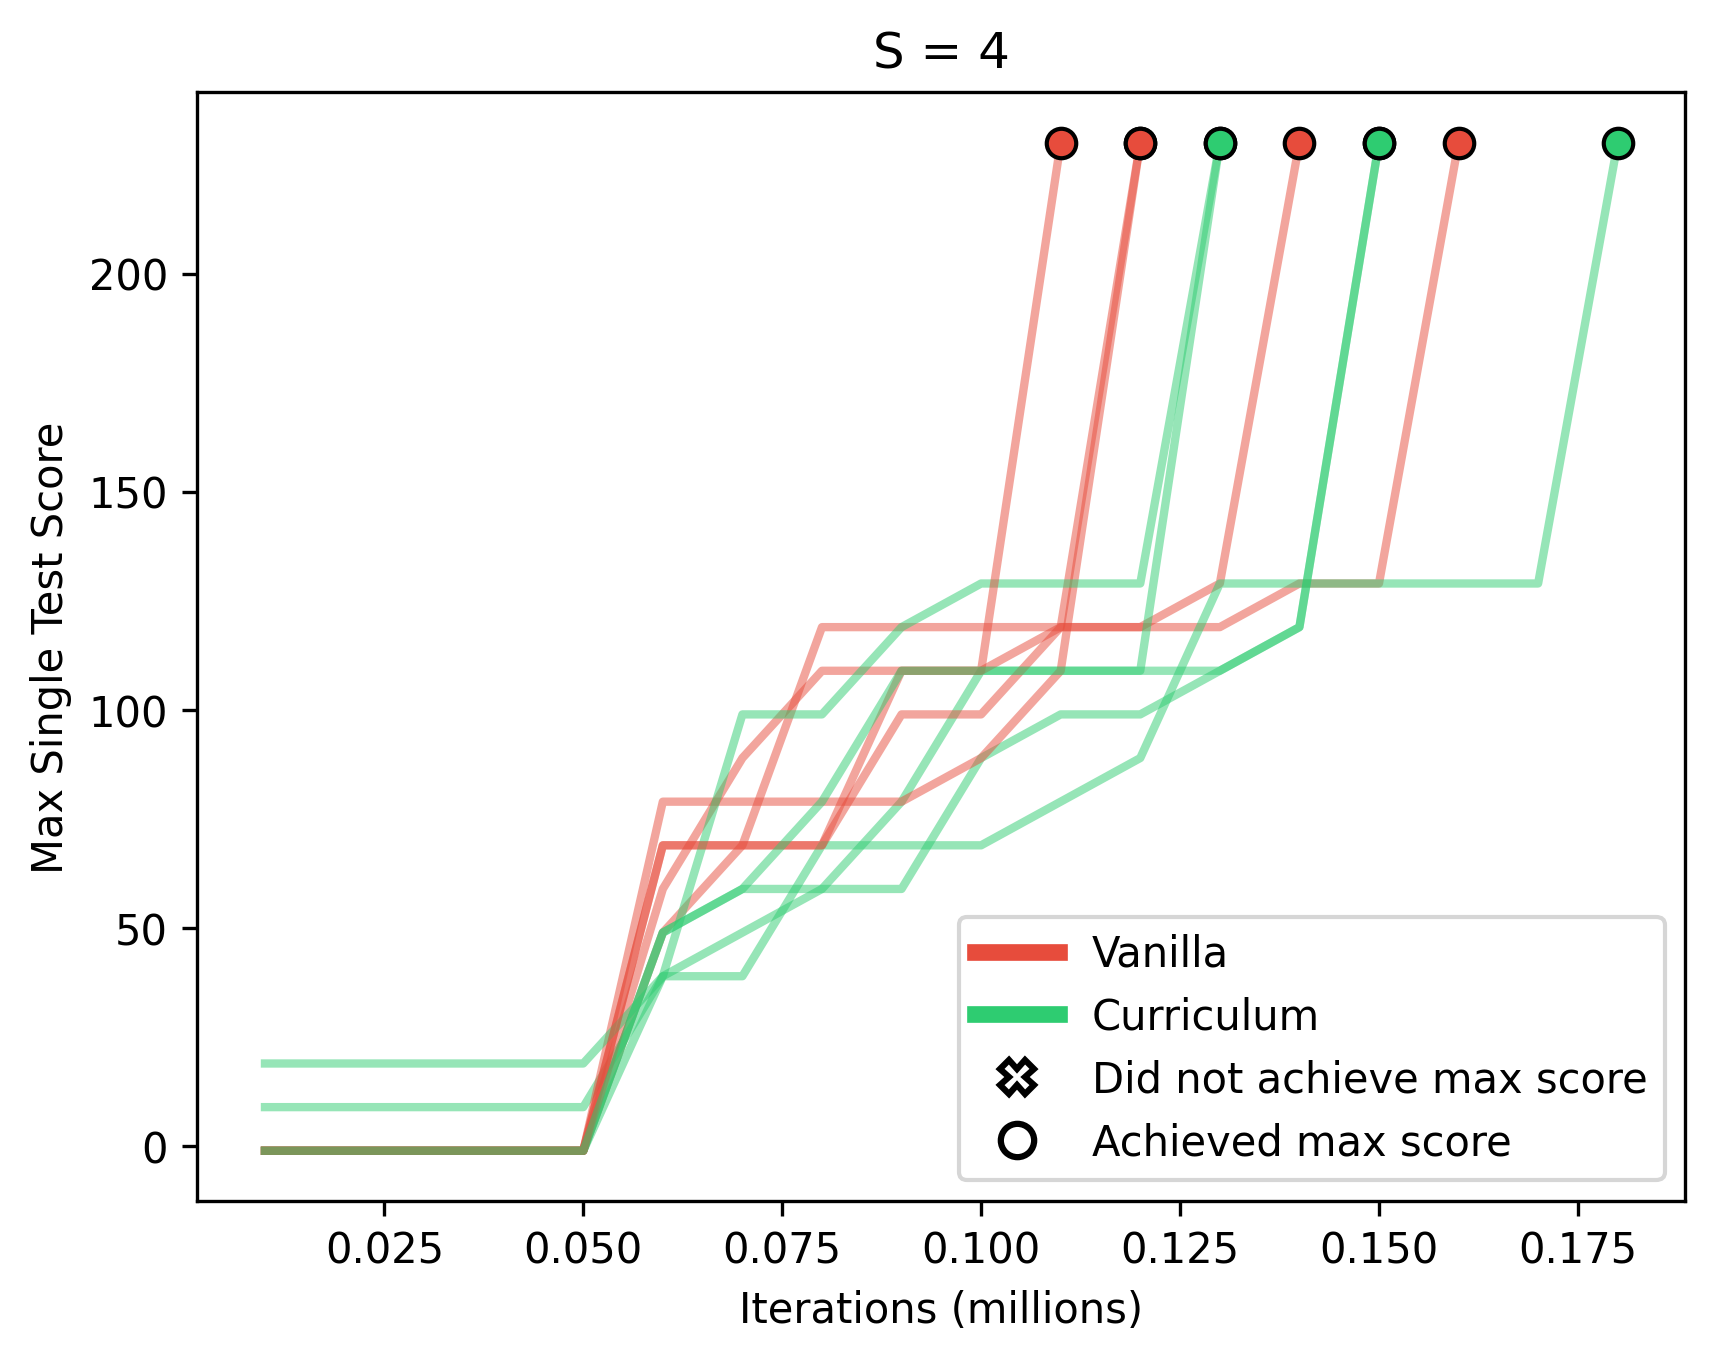 S = 4
Max Single Test Score
200
150
100
50
0
Vanilla
Curriculum
Did not achieve max score
Achieved max score
0.025 0.050 0.075 0.100 0.125 0.150 0.175
Iterations (millions)